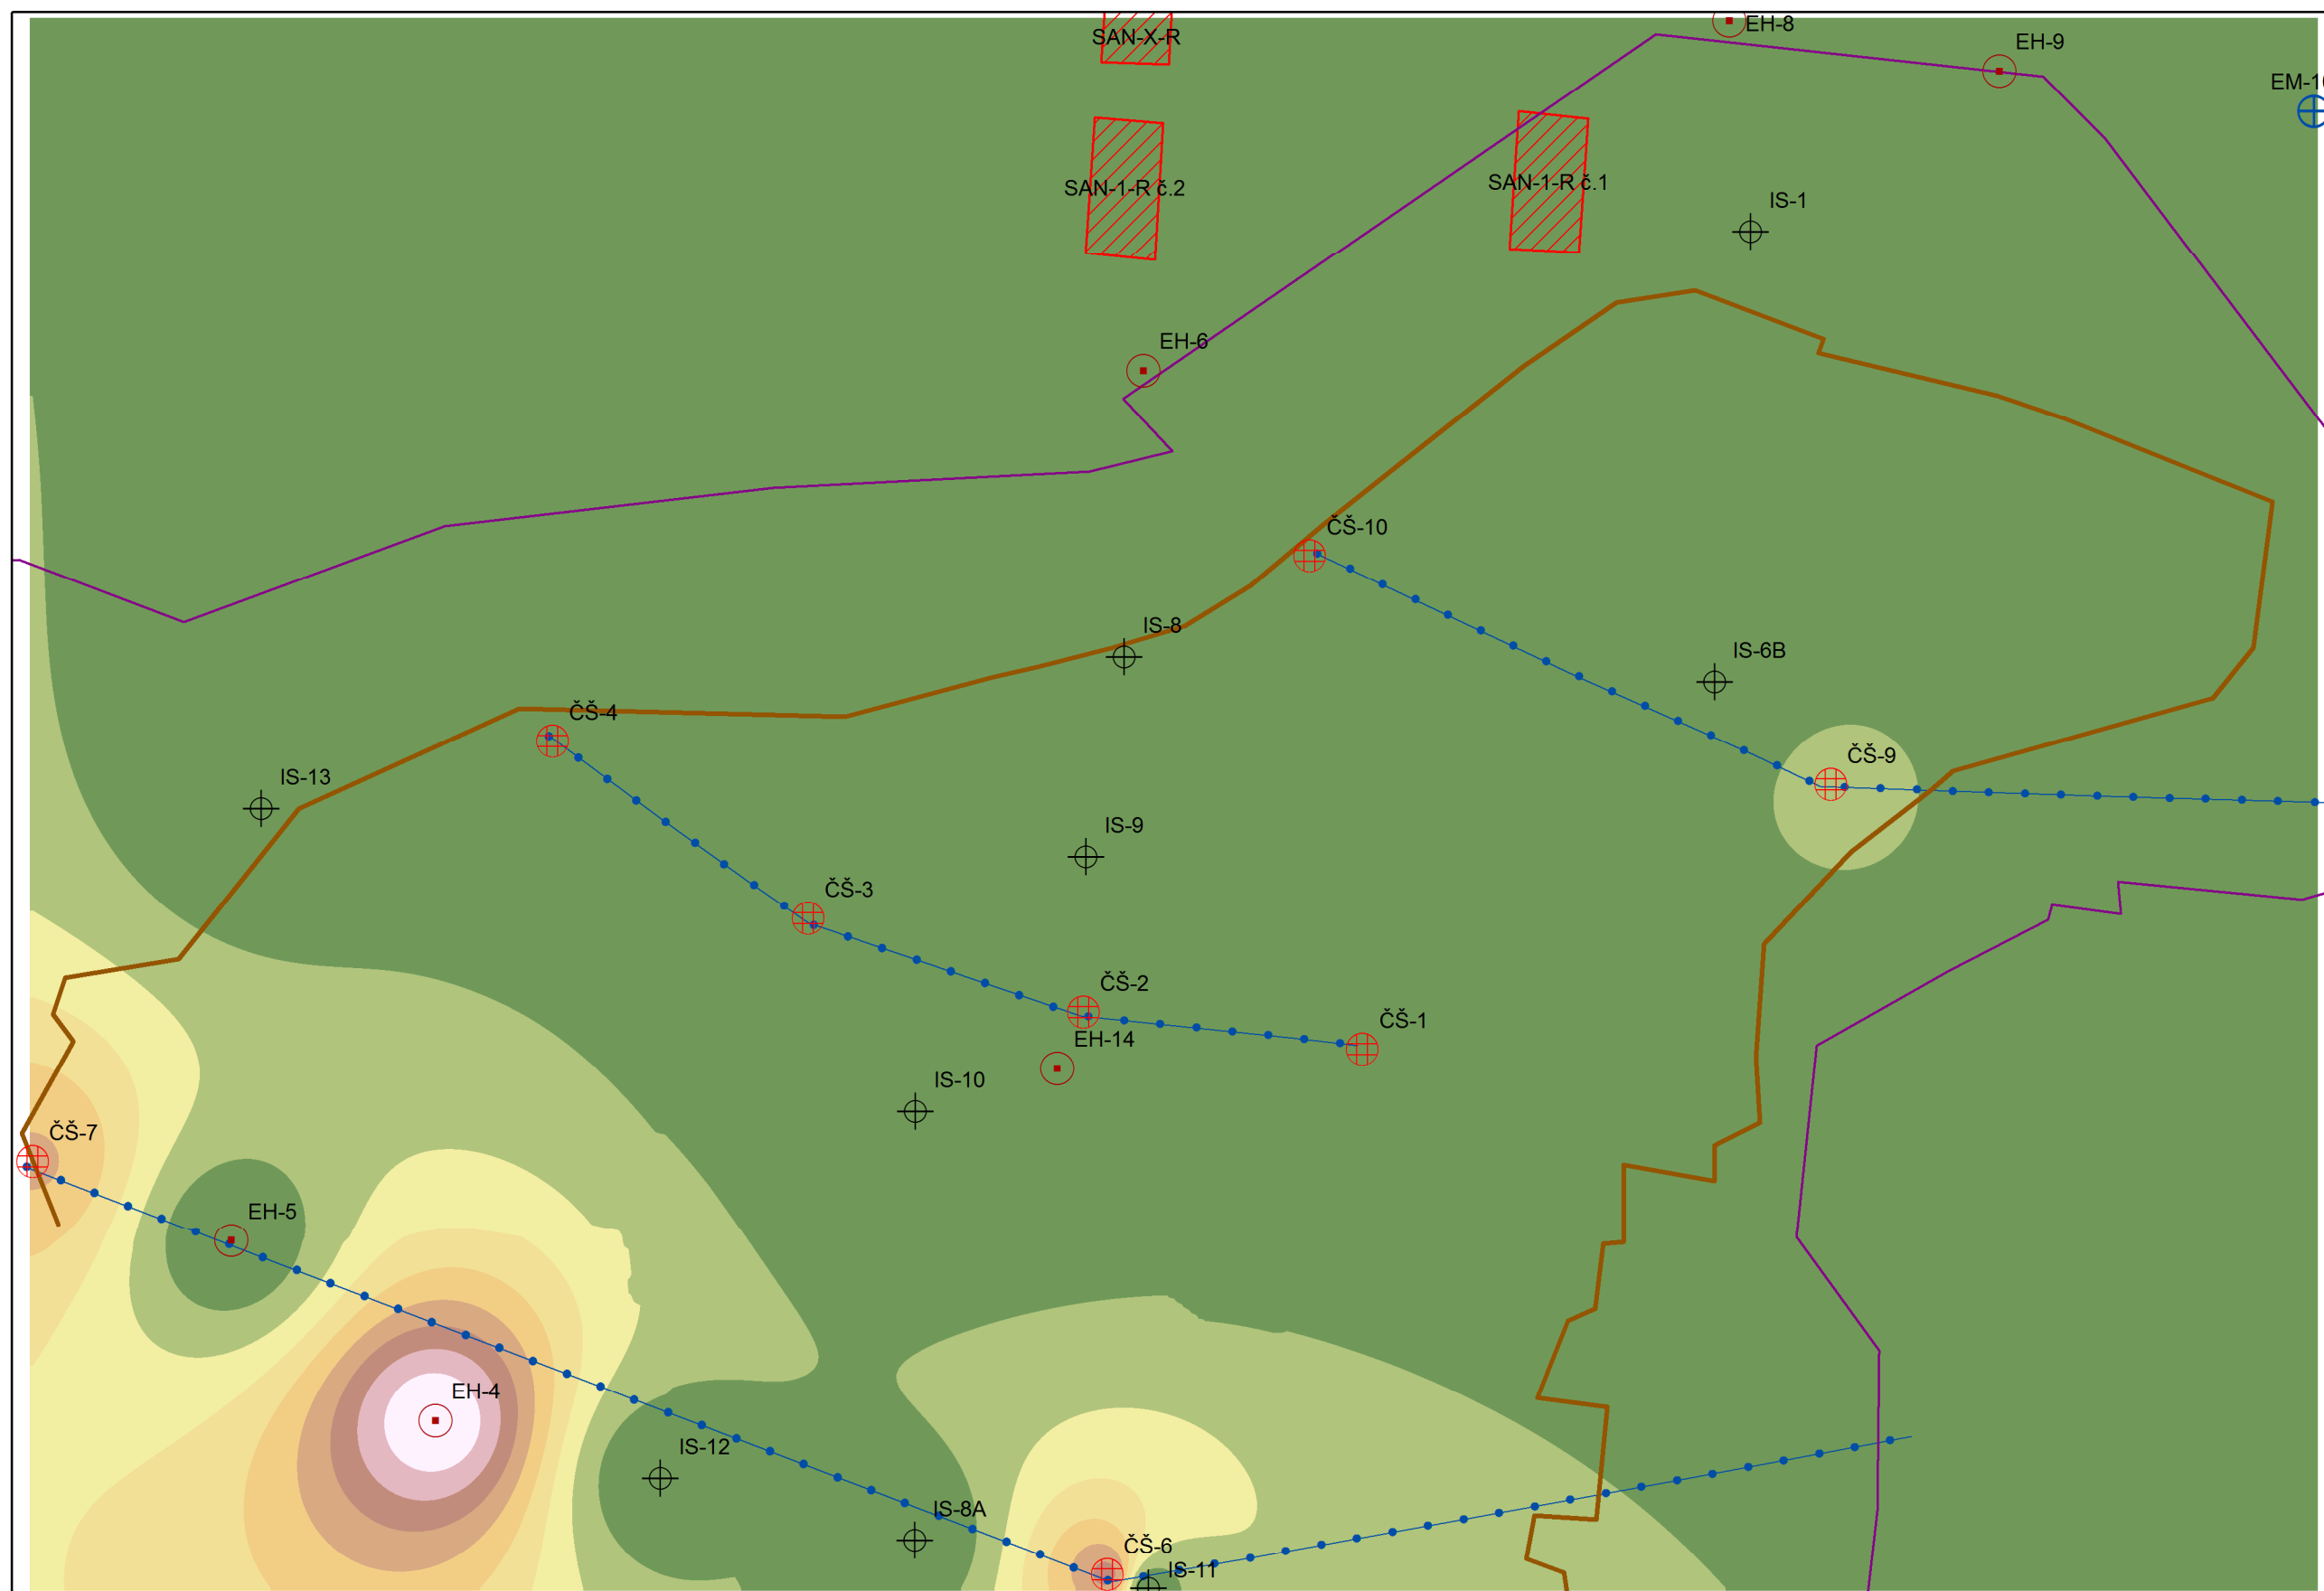 EH-8
SAN-X-R
EH-9
EM-10
SAN-1-R č.2
SAN-1-R č.1
IS-1
EH-6
ČŠ-10
IS-8
IS-6B
ČŠ-4
ČŠ-9
IS-13
IS-9
ČŠ-3
ČŠ-2
ČŠ-1
EH-14
IS-10
ČŠ-7
EH-5
EH-4
IS-12
IS-8A
ČŠ-6
IS-11